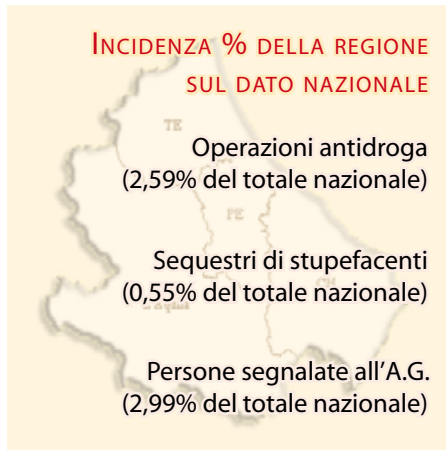 INCIDENZA % DELLA REGIONE
SUL DATO NAZIONALE
TE
Operazioni antidroga
(2,59% del totale nazionale)
PE
Sequestri di stupefacenti
(0,55% del totale nazionale)
Persone segnalate all'A.G.
(2,99% del totale nazionale)